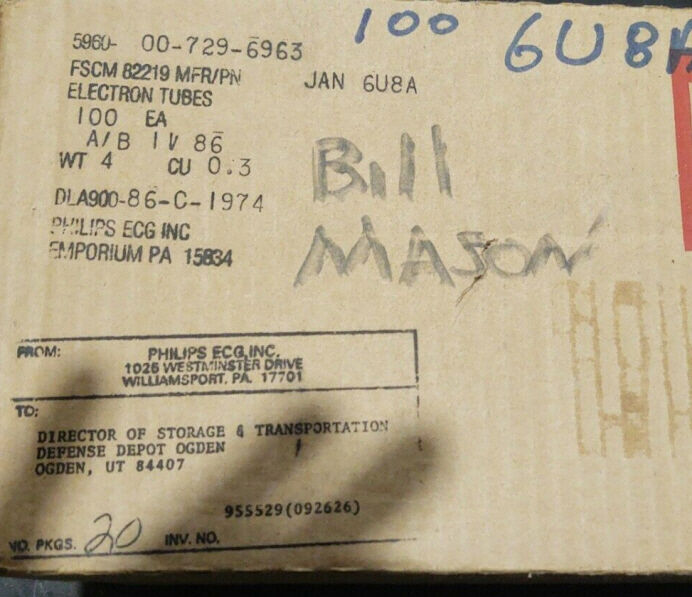 100 6U8A
5960- 00-729-6963
FSCM 82219 MFR/PN JAN 6U8A
ELECTRON TUBES
100 EA
A/B 11/86
WT 4 CU 0.3
DLA900-86-C-1974
PHILIPS ECG INC
EMPORIUM PA 15834
Bill
MASON
FROM: PHILIPS ECG, INC.
1025 WESTMINSTER DRIVE
WILLIAMSPORT, PA. 17701
TO:
DIRECTOR OF STORAGE & TRANSPORTATION
DEFENSE DEPOT OGDEN
OGDEN, UT 84407
955529(092626)
NO. PKGS. 20 INV. NO.